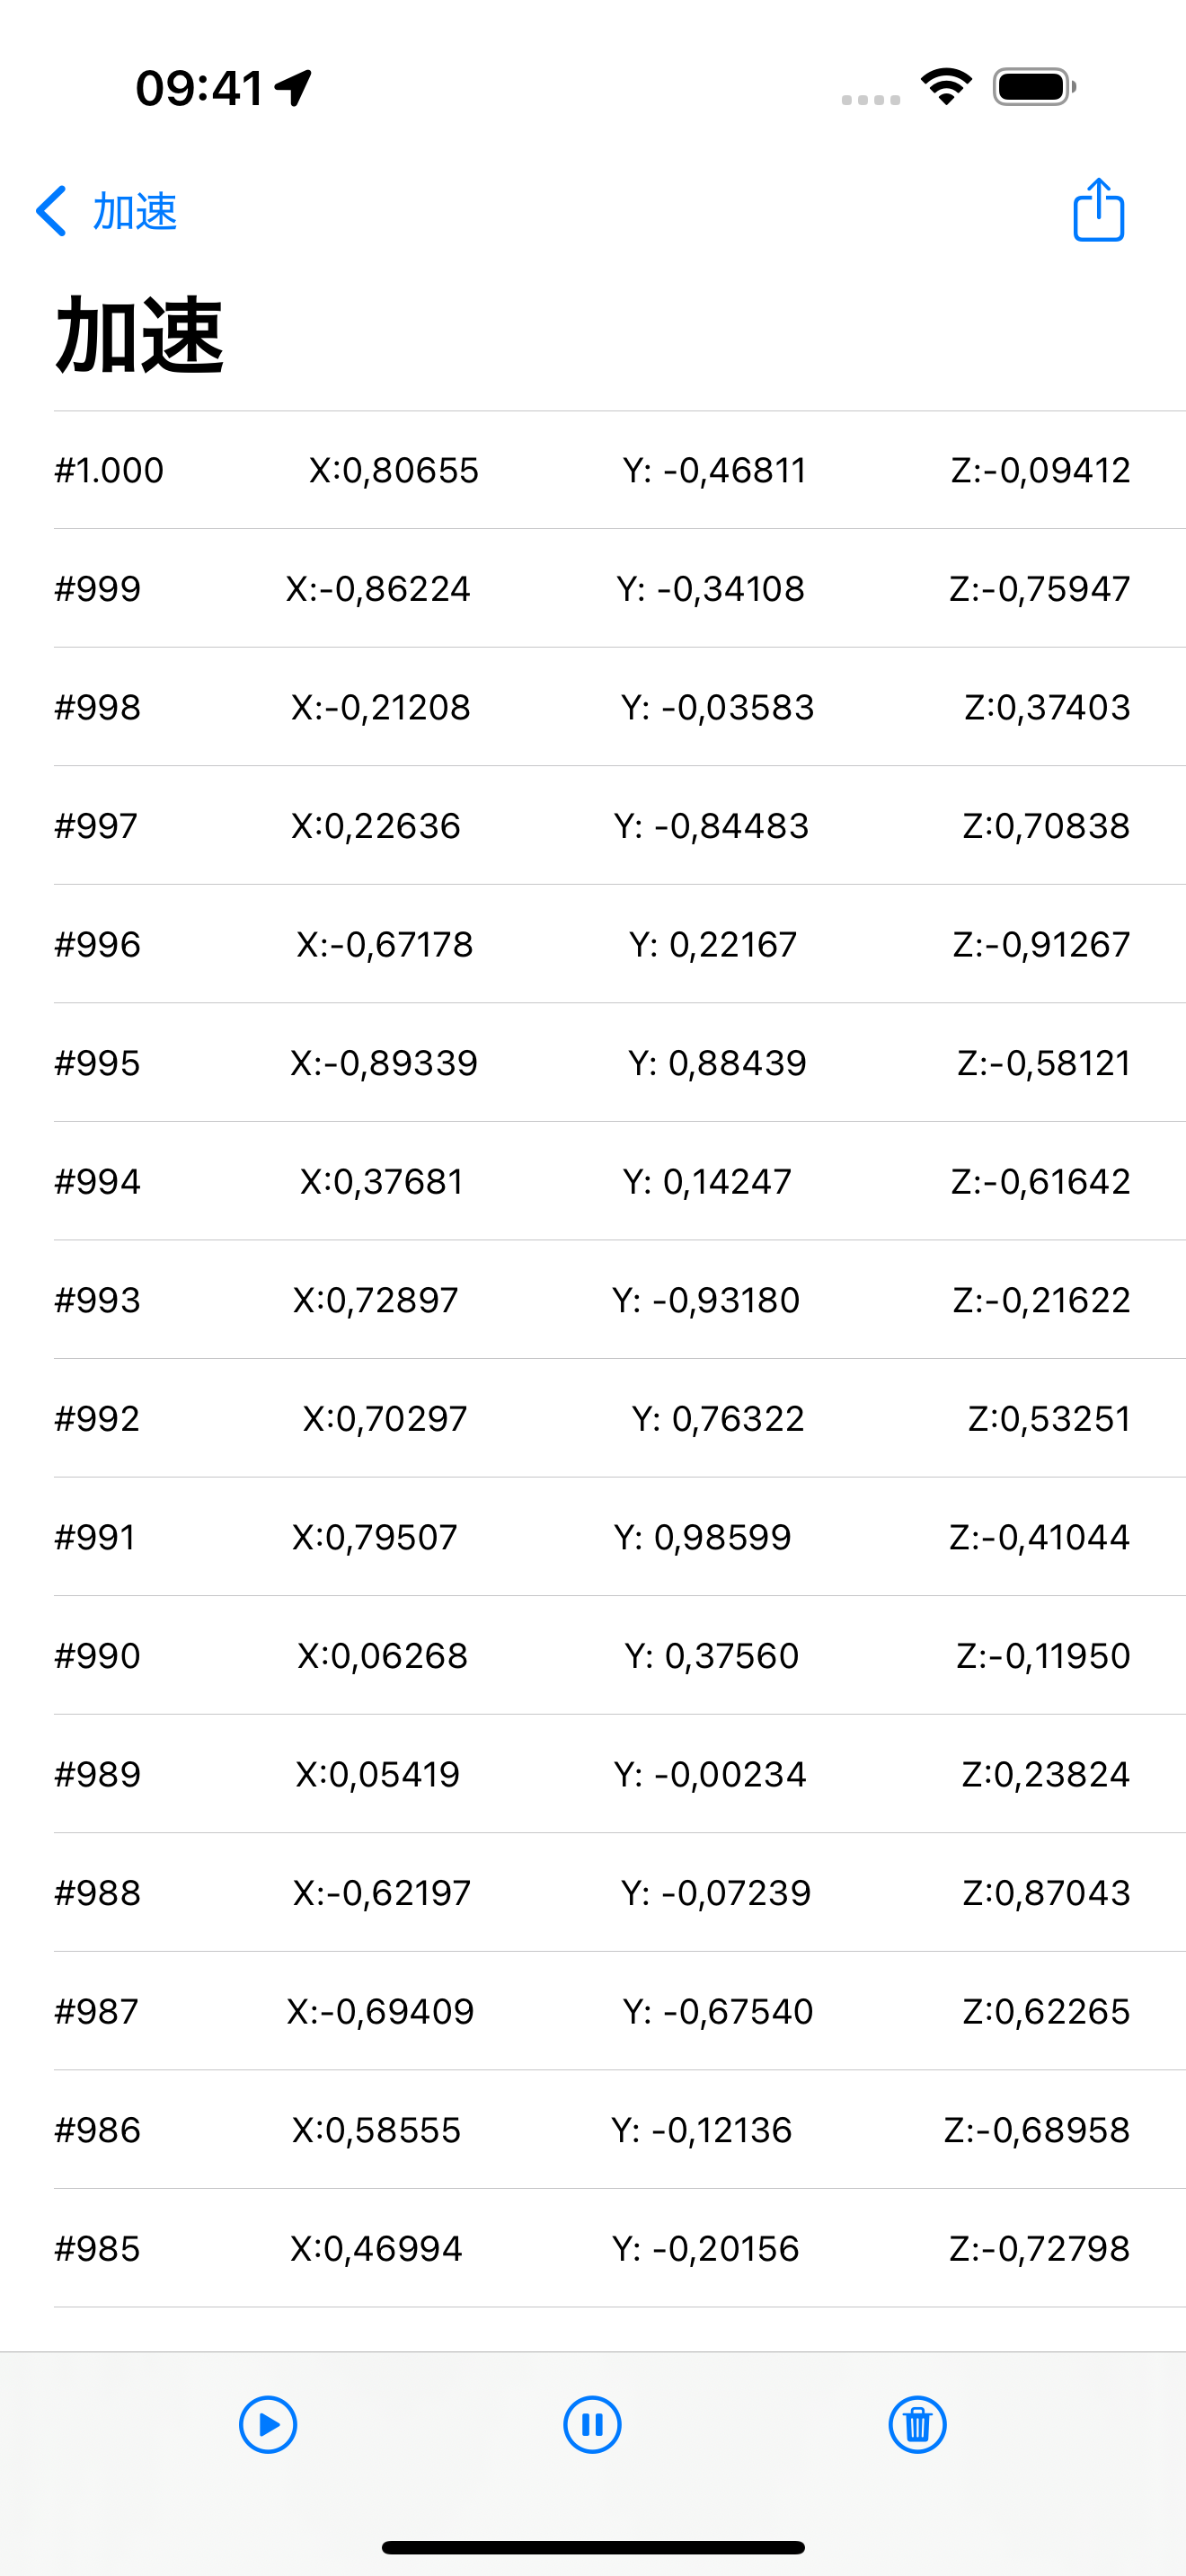 09:41
加速
加速
#1.000 X:0,80655 Y: -0,46811 Z:-0,09412
#999 X:-0,86224 Y: -0,34108 Z:-0,75947
#998 X:-0,21208 Y: -0,03583 Z:0,37403
#997 X:0,22636 Y: -0,84483 Z:0,70838
#996 X:-0,67178 Y: 0,22167 Z:-0,91267
#995 X:-0,89339 Y: 0,88439 Z:-0,58121
#994 X:0,37681 Y: 0,14247 Z:-0,61642
#993 X:0,72897 Y: -0,93180 Z:-0,21622
#992 X:0,70297 Y: 0,76322 Z:0,53251
#991 X:0,79507 Y: 0,98599 Z:-0,41044
#990 X:0,06268 Y: 0,37560 Z:-0,11950
#989 X:0,05419 Y: -0,00234 Z:0,23824
#988 X:-0,62197 Y: -0,07239 Z:0,87043
#987 X:-0,69409 Y: -0,67540 Z:0,62265
#986 X:0,58555 Y: -0,12136 Z:-0,68958
#985 X:0,46994 Y: -0,20156 Z:-0,72798